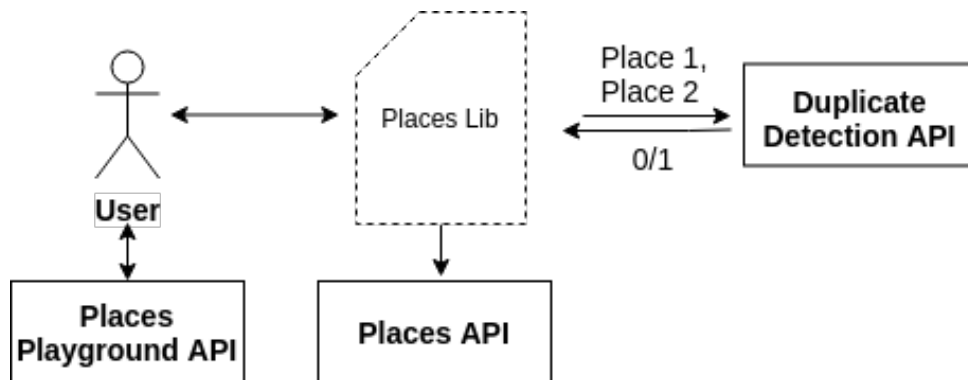 Place 1,
Place 2
Places Lib
Duplicate
Detection API
0/1
User
Places
Playground API
Places API